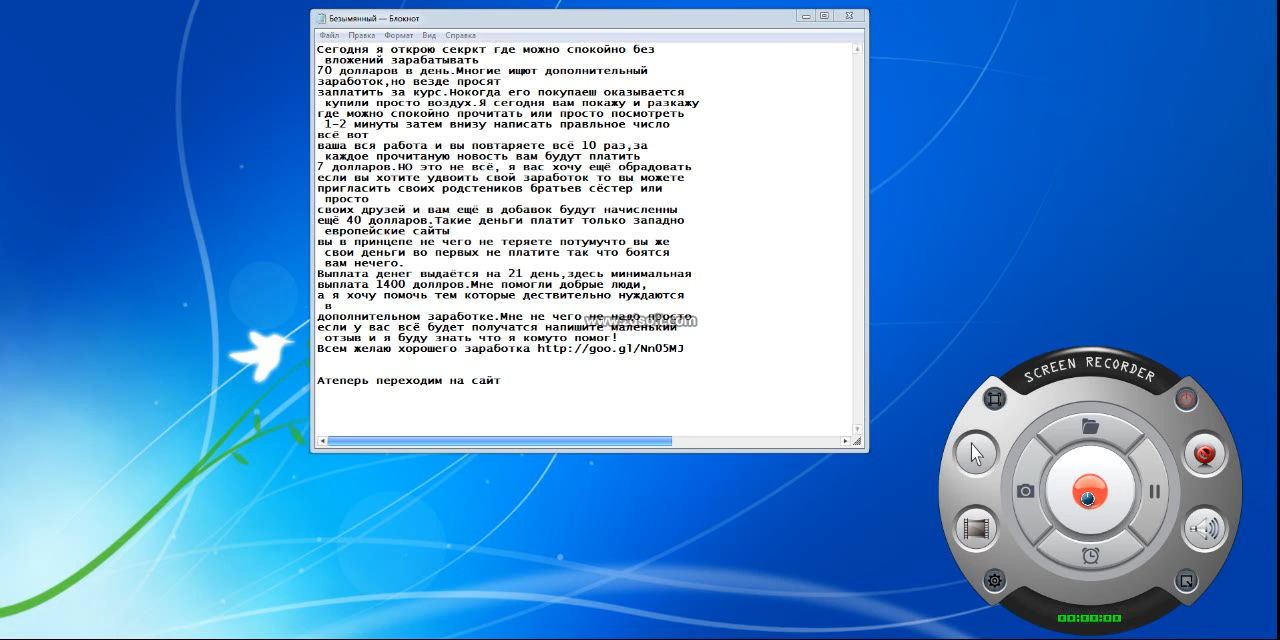 Безымянный — Блокнот
Файл Правка Формат Вид Справка
Сегодня я открою секркт где можно спокойно без
вложений зарабатывать
70 долларов в день.Многие ищют дополнительный
заработок,но везде просят
заплатить за курс.Нокогда его покупаеш оказывается
купили просто воздух.Я сегодня вам покажу и разкажу
где можно спокойно прочитать или просто посмотреть
1-2 минуты затем внизу написать правльное число
всё вот
ваша вся работа и вы повтаряете всё 10 раз,за
каждое прочитаную новость вам будут платить
7 долларов.НО это не всё, я вас хочу ещё обрадовать
если вы хотите удвоить свой заработок то вы можете
пригласить своих родстеников братьев сёстер или
просто
своих друзей и вам ещё в добавок будут начисленны
ещё 40 долларов.Такие деньги платит только западно
европейские сайты
вы в принципе не чего не теряете потумучто вы же
свои деньги во первых не платите так что боятся
вам нечего.
Выплата денег выдаётся на 21 день,здесь минимальная
выплата 1400 доллров.Мне помогли добрые люди,
а я хочу помочь тем которые дествительно нуждаются
в
дополнительном заработке.Мне не чего не надо просто
если у вас всё будет получатся напишите маленький
отзыв и я буду знать что я комуто помог!
Всем желаю хорошего заработка http://goo.gl/NnO5MJ
Атеперь переходим на сайт
SCREEN RECORDER
00:00:00